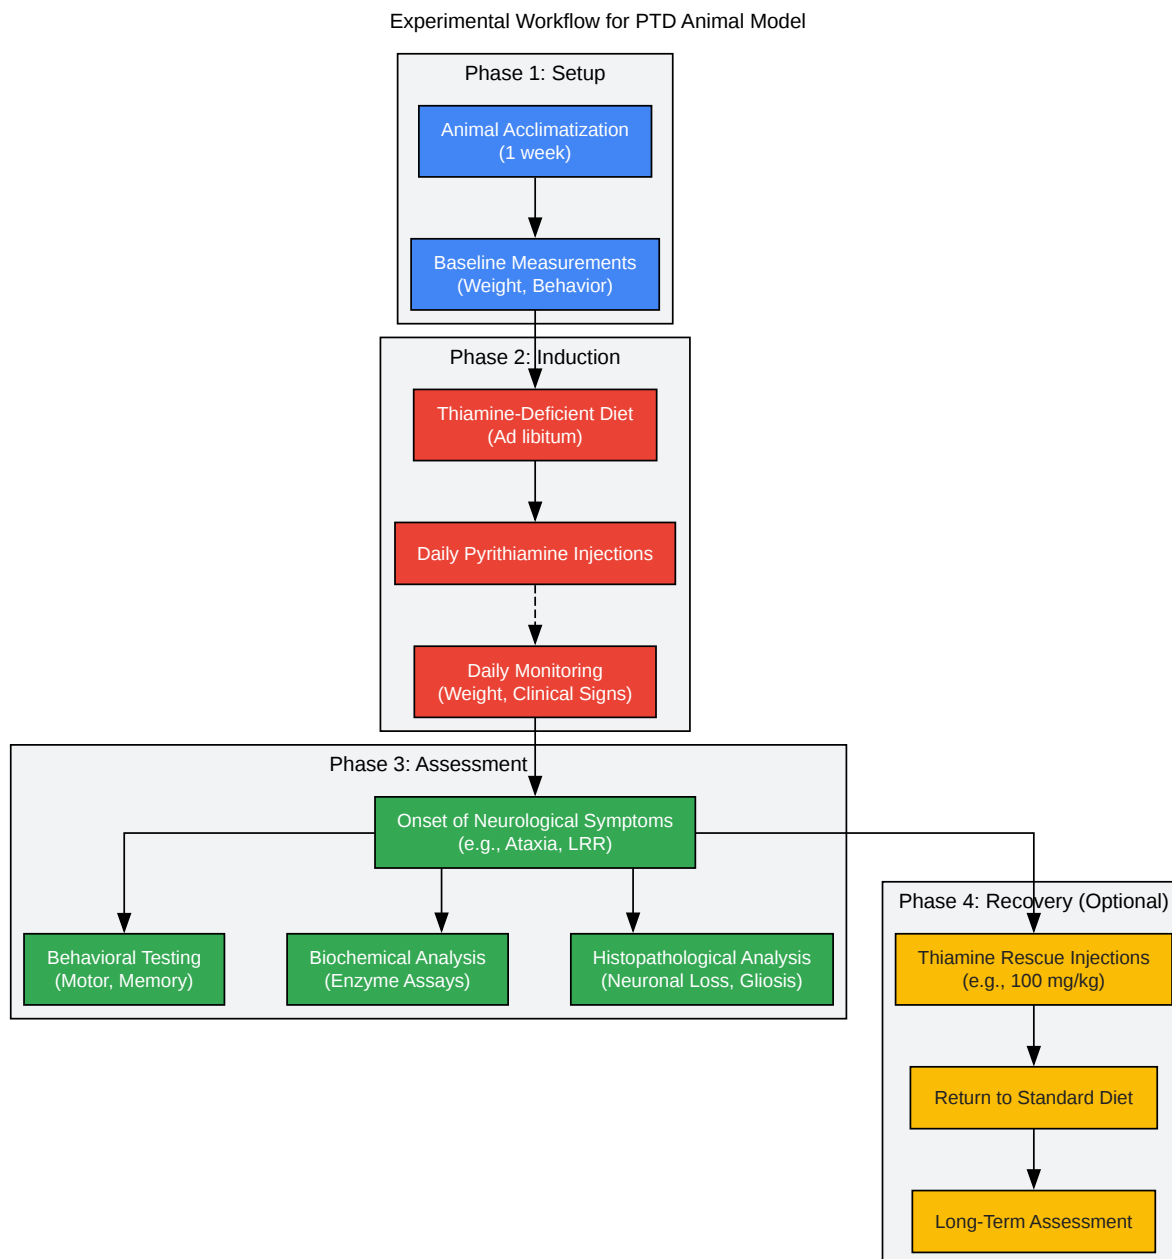 Experimental Workflow for PTD Animal Model
Phase 1: Setup
Animal Acclimatization
(1 week)
Baseline Measurements
(Weight, Behavior)
Phase 2: Induction
Thiamine-Deficient Diet
(Ad libitum)
Daily Pyrithiamine Injections
Daily Monitoring
(Weight, Clinical Signs)
Phase 3: Assessment
Onset of Neurological Symptoms
(e.g., Ataxia, LRR)
Behavioral Testing
(Motor, Memory)
Biochemical Analysis
(Enzyme Assays)
Histopathological Analysis
(Neuronal Loss, Gliosis)
Phase 4: Recovery (Optional)
Thiamine Rescue Injections
(e.g., 100 mg/kg)
Return to Standard Diet
Long-Term Assessment